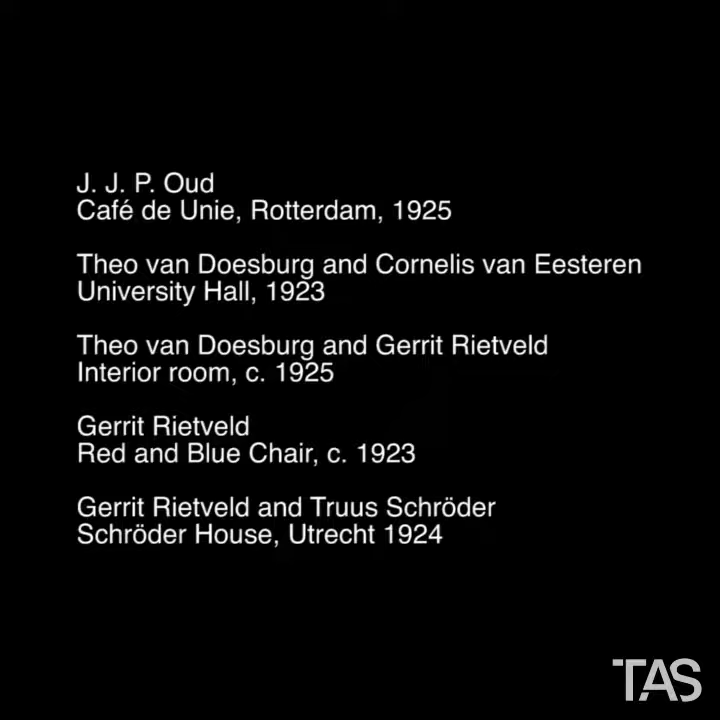 J. J. P. Oud
Café de Unie, Rotterdam, 1925
Theo van Doesburg and Cornelis van Eesteren
University Hall, 1923
Theo van Doesburg and Gerrit Rietveld
Interior room, c. 1925
Gerrit Rietveld
Red and Blue Chair, c. 1923
Gerrit Rietveld and Truus Schröder
Schröder House, Utrecht 1924
TAS